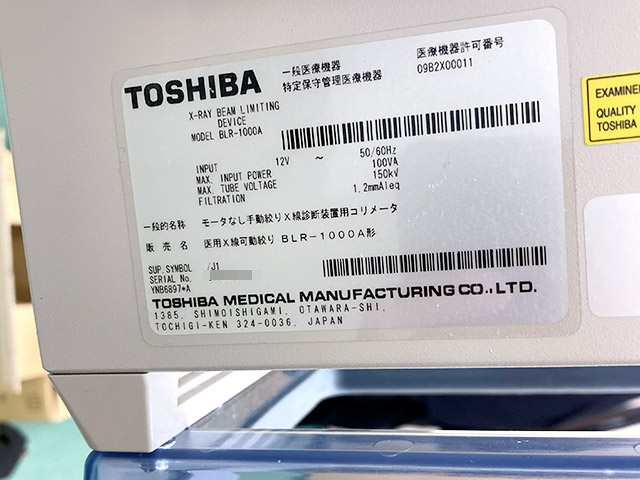 TOSHIBA
一般医療機器
特定保守管理医療機器
医療機器許可番号
09B2X00011
X-RAY BEAM LIMITING
DEVICE
MODEL BLR-1000A
INPUT 12V ~ 50/60Hz
MAX. INPUT POWER 100VA
MAX. TUBE VOLTAGE 150kV
FILTRATION 1.2mmAleq
一般的名称 モータなし手動絞りX線診断装置用コリメータ
販売名 医用X線可動絞り BLR-1000A形
SUP. SYMBOL /J1
SERIAL No.
YNB6897*A
TOSHIBA MEDICAL MANUFACTURING CO., LTD.
1385, SHIMOISHIGAMI, OTAWARA-SHI,
TOCHIGI-KEN 324-0036, JAPAN
EXAMINE
QUALITY
TOSHIBA